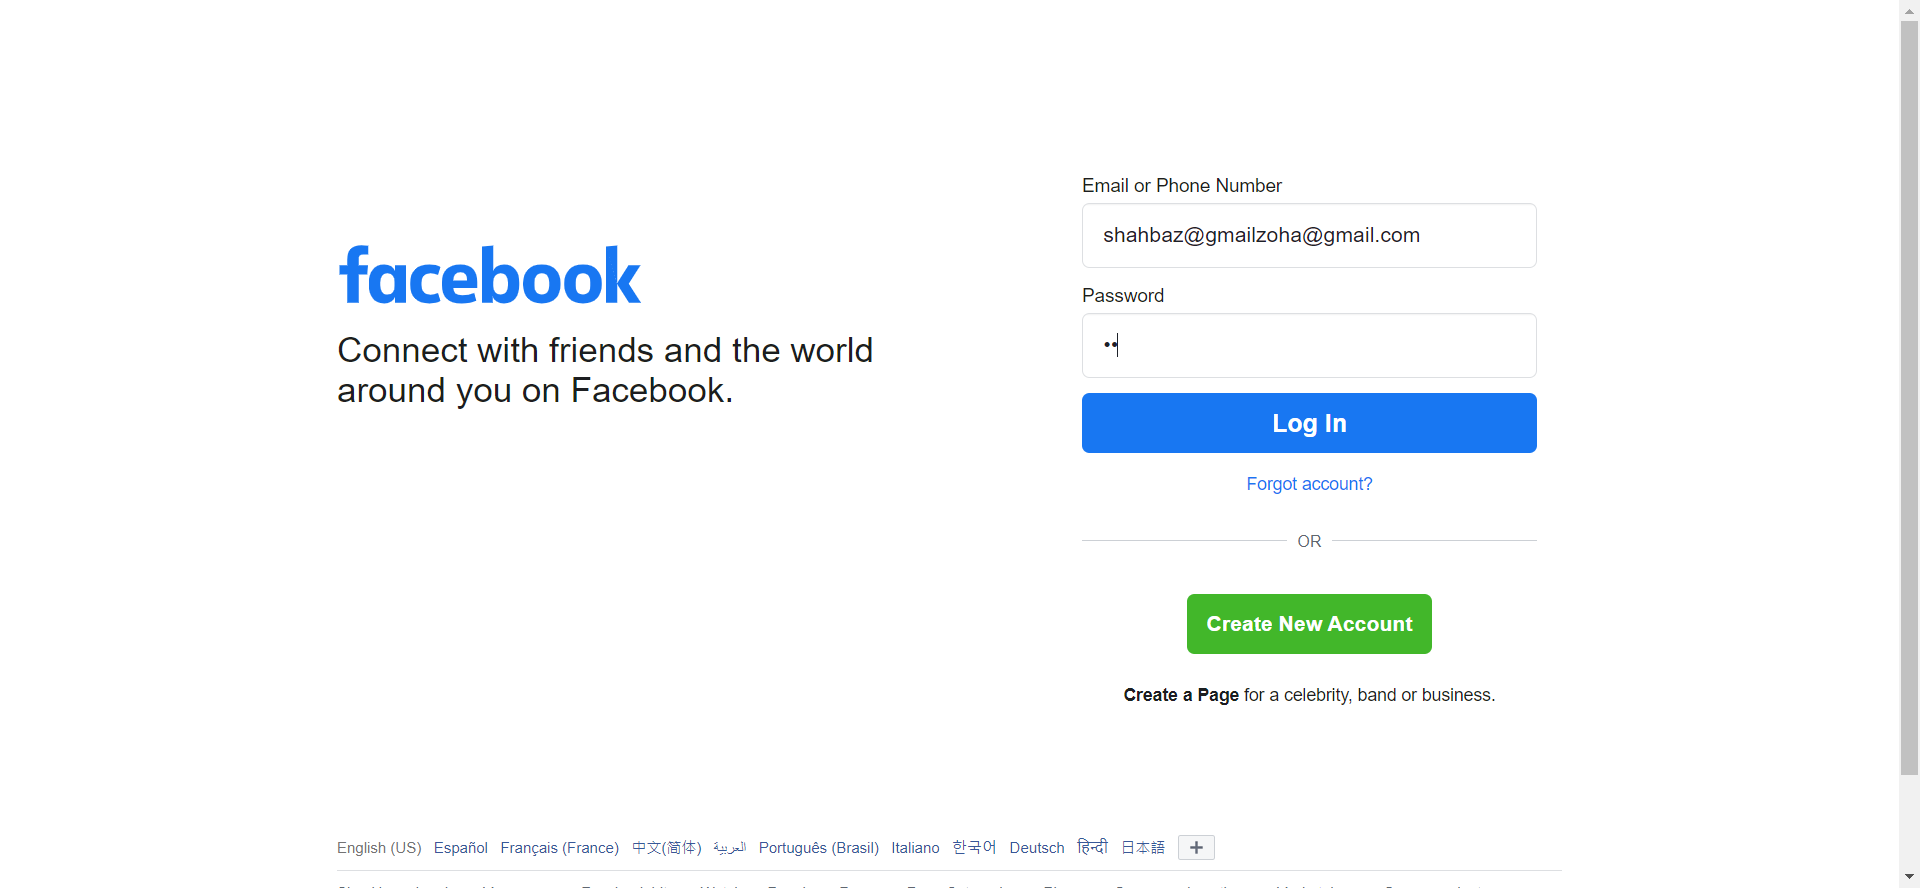 facebook
Connect with friends and the world
around you on Facebook.
Email or Phone Number
shahbaz@gmailzoha@gmail.com
Password
••
Log In
Forgot account?
OR
Create New Account
Create a Page for a celebrity, band or business.
English (US) Español Français (France) 中文(简体) العربية Português (Brasil) Italiano 한국어 Deutsch हिन्दी 日本語 +